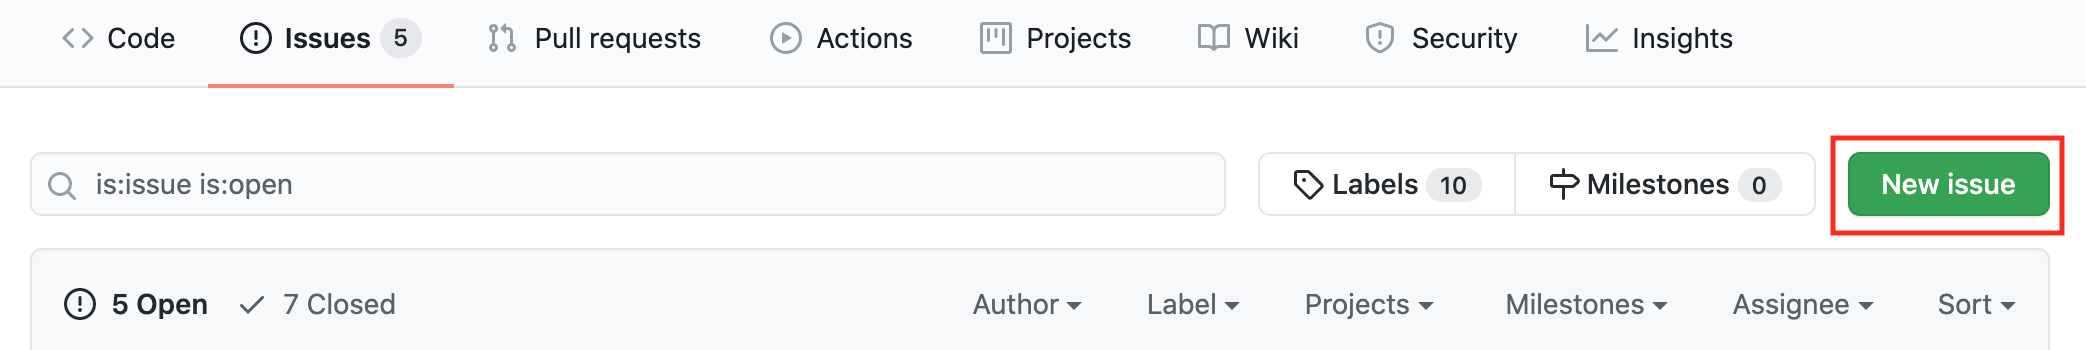 Code Issues 5 Pull requests Actions Projects Wiki Security Insights
is:issue is:open Labels 10 Milestones 0 New issue
5 Open 7 Closed Author Label Projects Milestones Assignee Sort